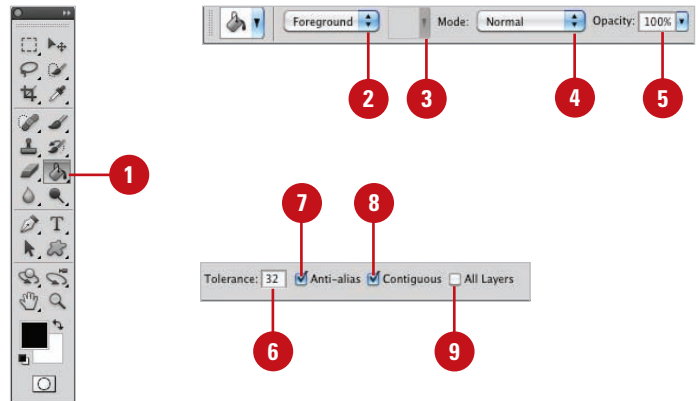 Foreground Mode: Normal Opacity: 100%
2 3 4 5
1
7 8
Tolerance: 32 Anti-alias Contiguous All Layers
6 9
T